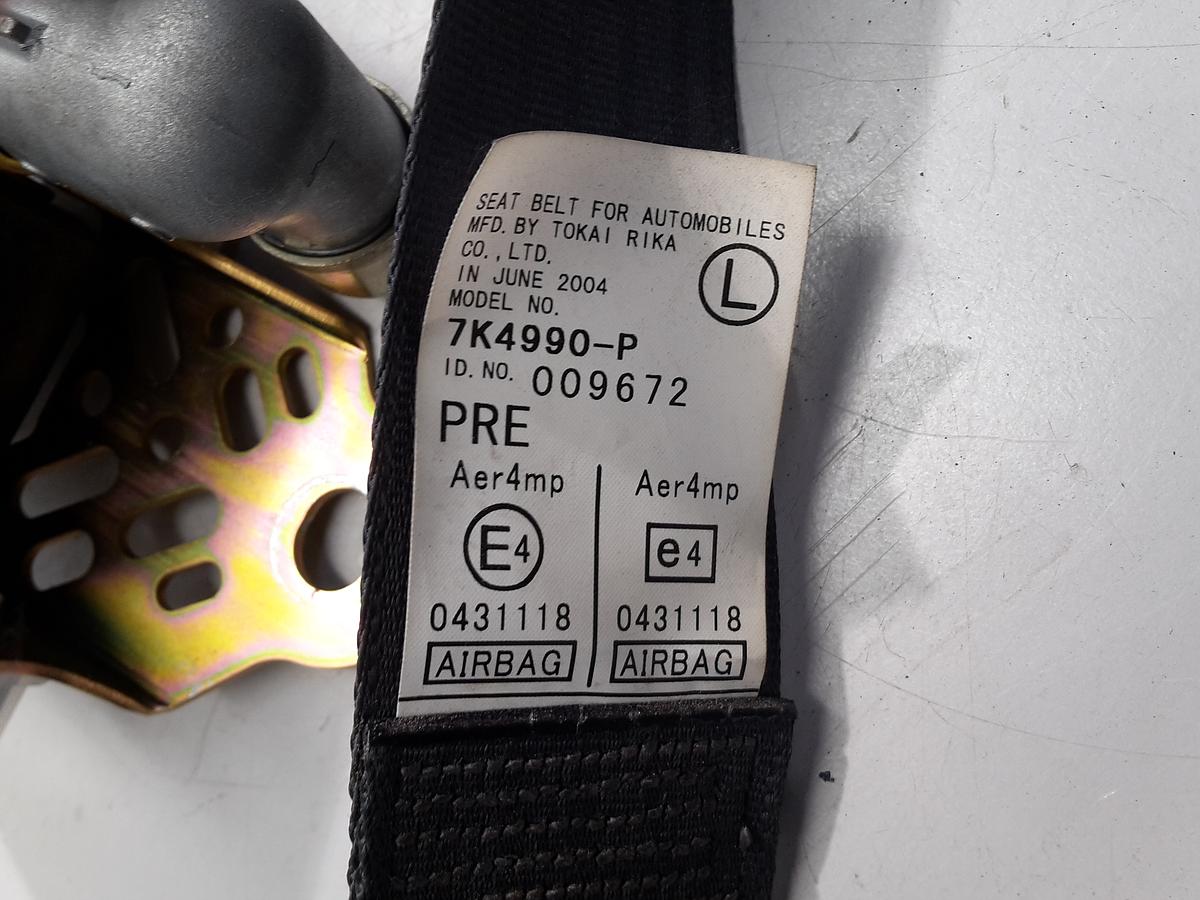 SEAT BELT FOR AUTOMOBILES
MFD. BY TOKAI RIKA
CO., LTD.
L
IN JUNE 2004
MODEL NO.
7K4990-P
ID. NO. 009672
PRE
Aer4mp Aer4mp
E4 e4
0431118 0431118
AIRBAG AIRBAG